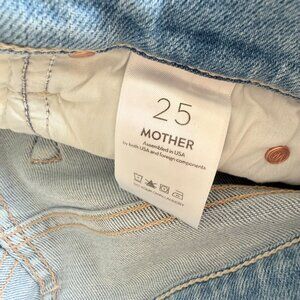 25
MOTHER
Assembled in USA
by both USA and foreign components